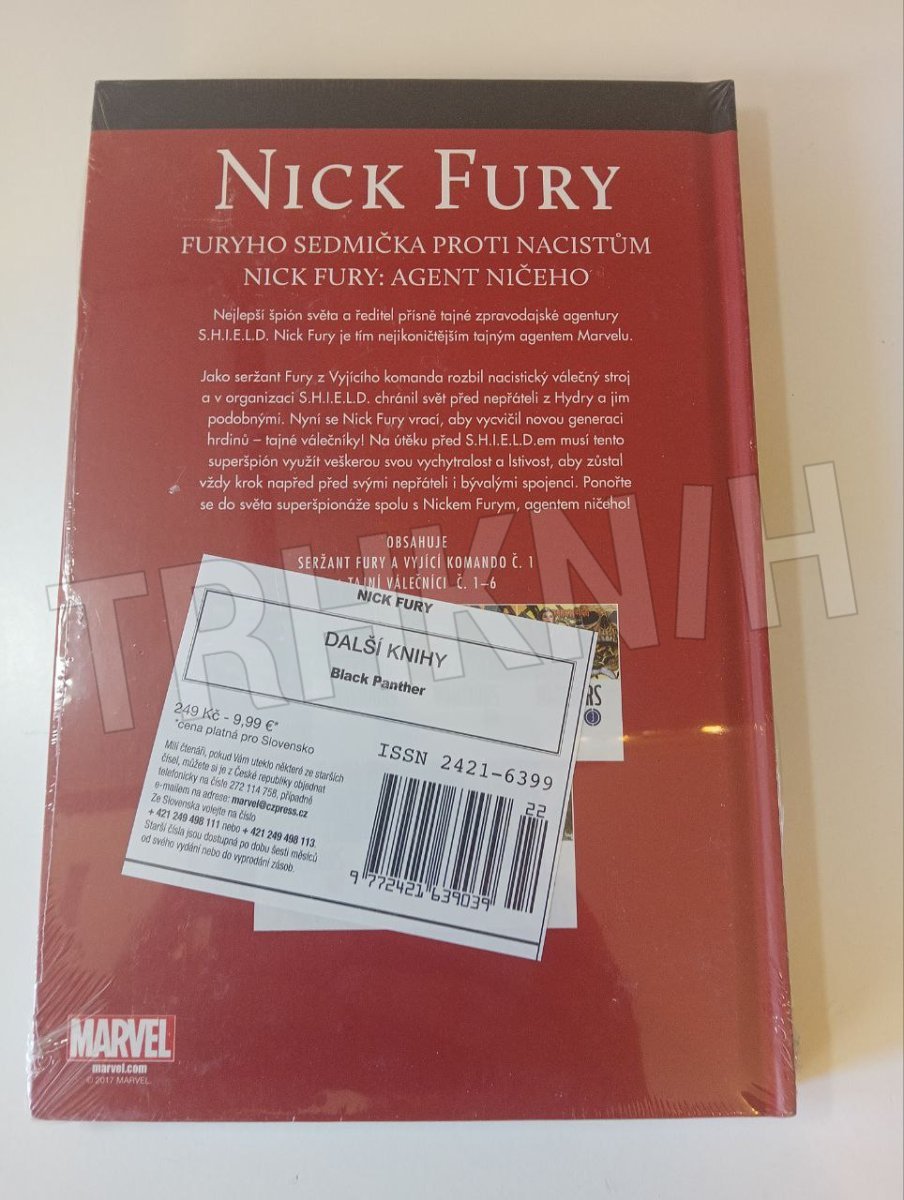 NICK FURY
FURYHO SEDMIČKA PROTI NACISTŮM
NICK FURY: AGENT NIČEHO
Nejlepší špión světa a ředitel přísně tajné zpravodajské agentury
S.H.I.E.L.D. Nick Fury je tím nejikoničtějším tajným agentem Marvelu.
Jako seržant Fury z Vyjícího komanda rozbil nacistický válečný stroj
a v organizaci S.H.I.E.L.D. chránil svět před nepřáteli z Hydry a jim
podobnými. Nyní se Nick Fury vrací, aby vycvičil novou generaci
hrdinů – tajné válečníky! Na útěku před S.H.I.E.L.D.em musí tento
superšpión využít veškerou svou vychytralost a lstivost, aby zůstal
vždy krok napřed před svými nepřáteli i bývalými spojenci. Ponořte
se do světa superšpionáže spolu s Nickem Furym, agentem ničeho!
OBSAHUJE
SERŽANT FURY A VYJÍCÍ KOMANDO Č. 1
TAJNÍ VÁLEČNÍCI Č. 1–6
TRHKNIH
NICK FURY
DALŠÍ KNIHY
Black Panther
249 Kč - 9,99 €*
*cena platná pro Slovensko
Milí čtenáři, pokud Vám uteklo některé ze starších
čísel, můžete si je z České republiky objednat
telefonicky na čísle 272 114 758, případně
e-mailem na adrese: marvel@czpress.cz
Ze Slovenska volejte na číslo
+ 421 249 498 111 nebo + 421 249 498 113.
Starší čísla jsou dostupná po dobu šesti měsíců
od svého vydání nebo do vyprodání zásob.
ISSN 2421-6399
22
9 772421 639039
RS
MARVEL
marvel.com
© 2017 MARVEL.